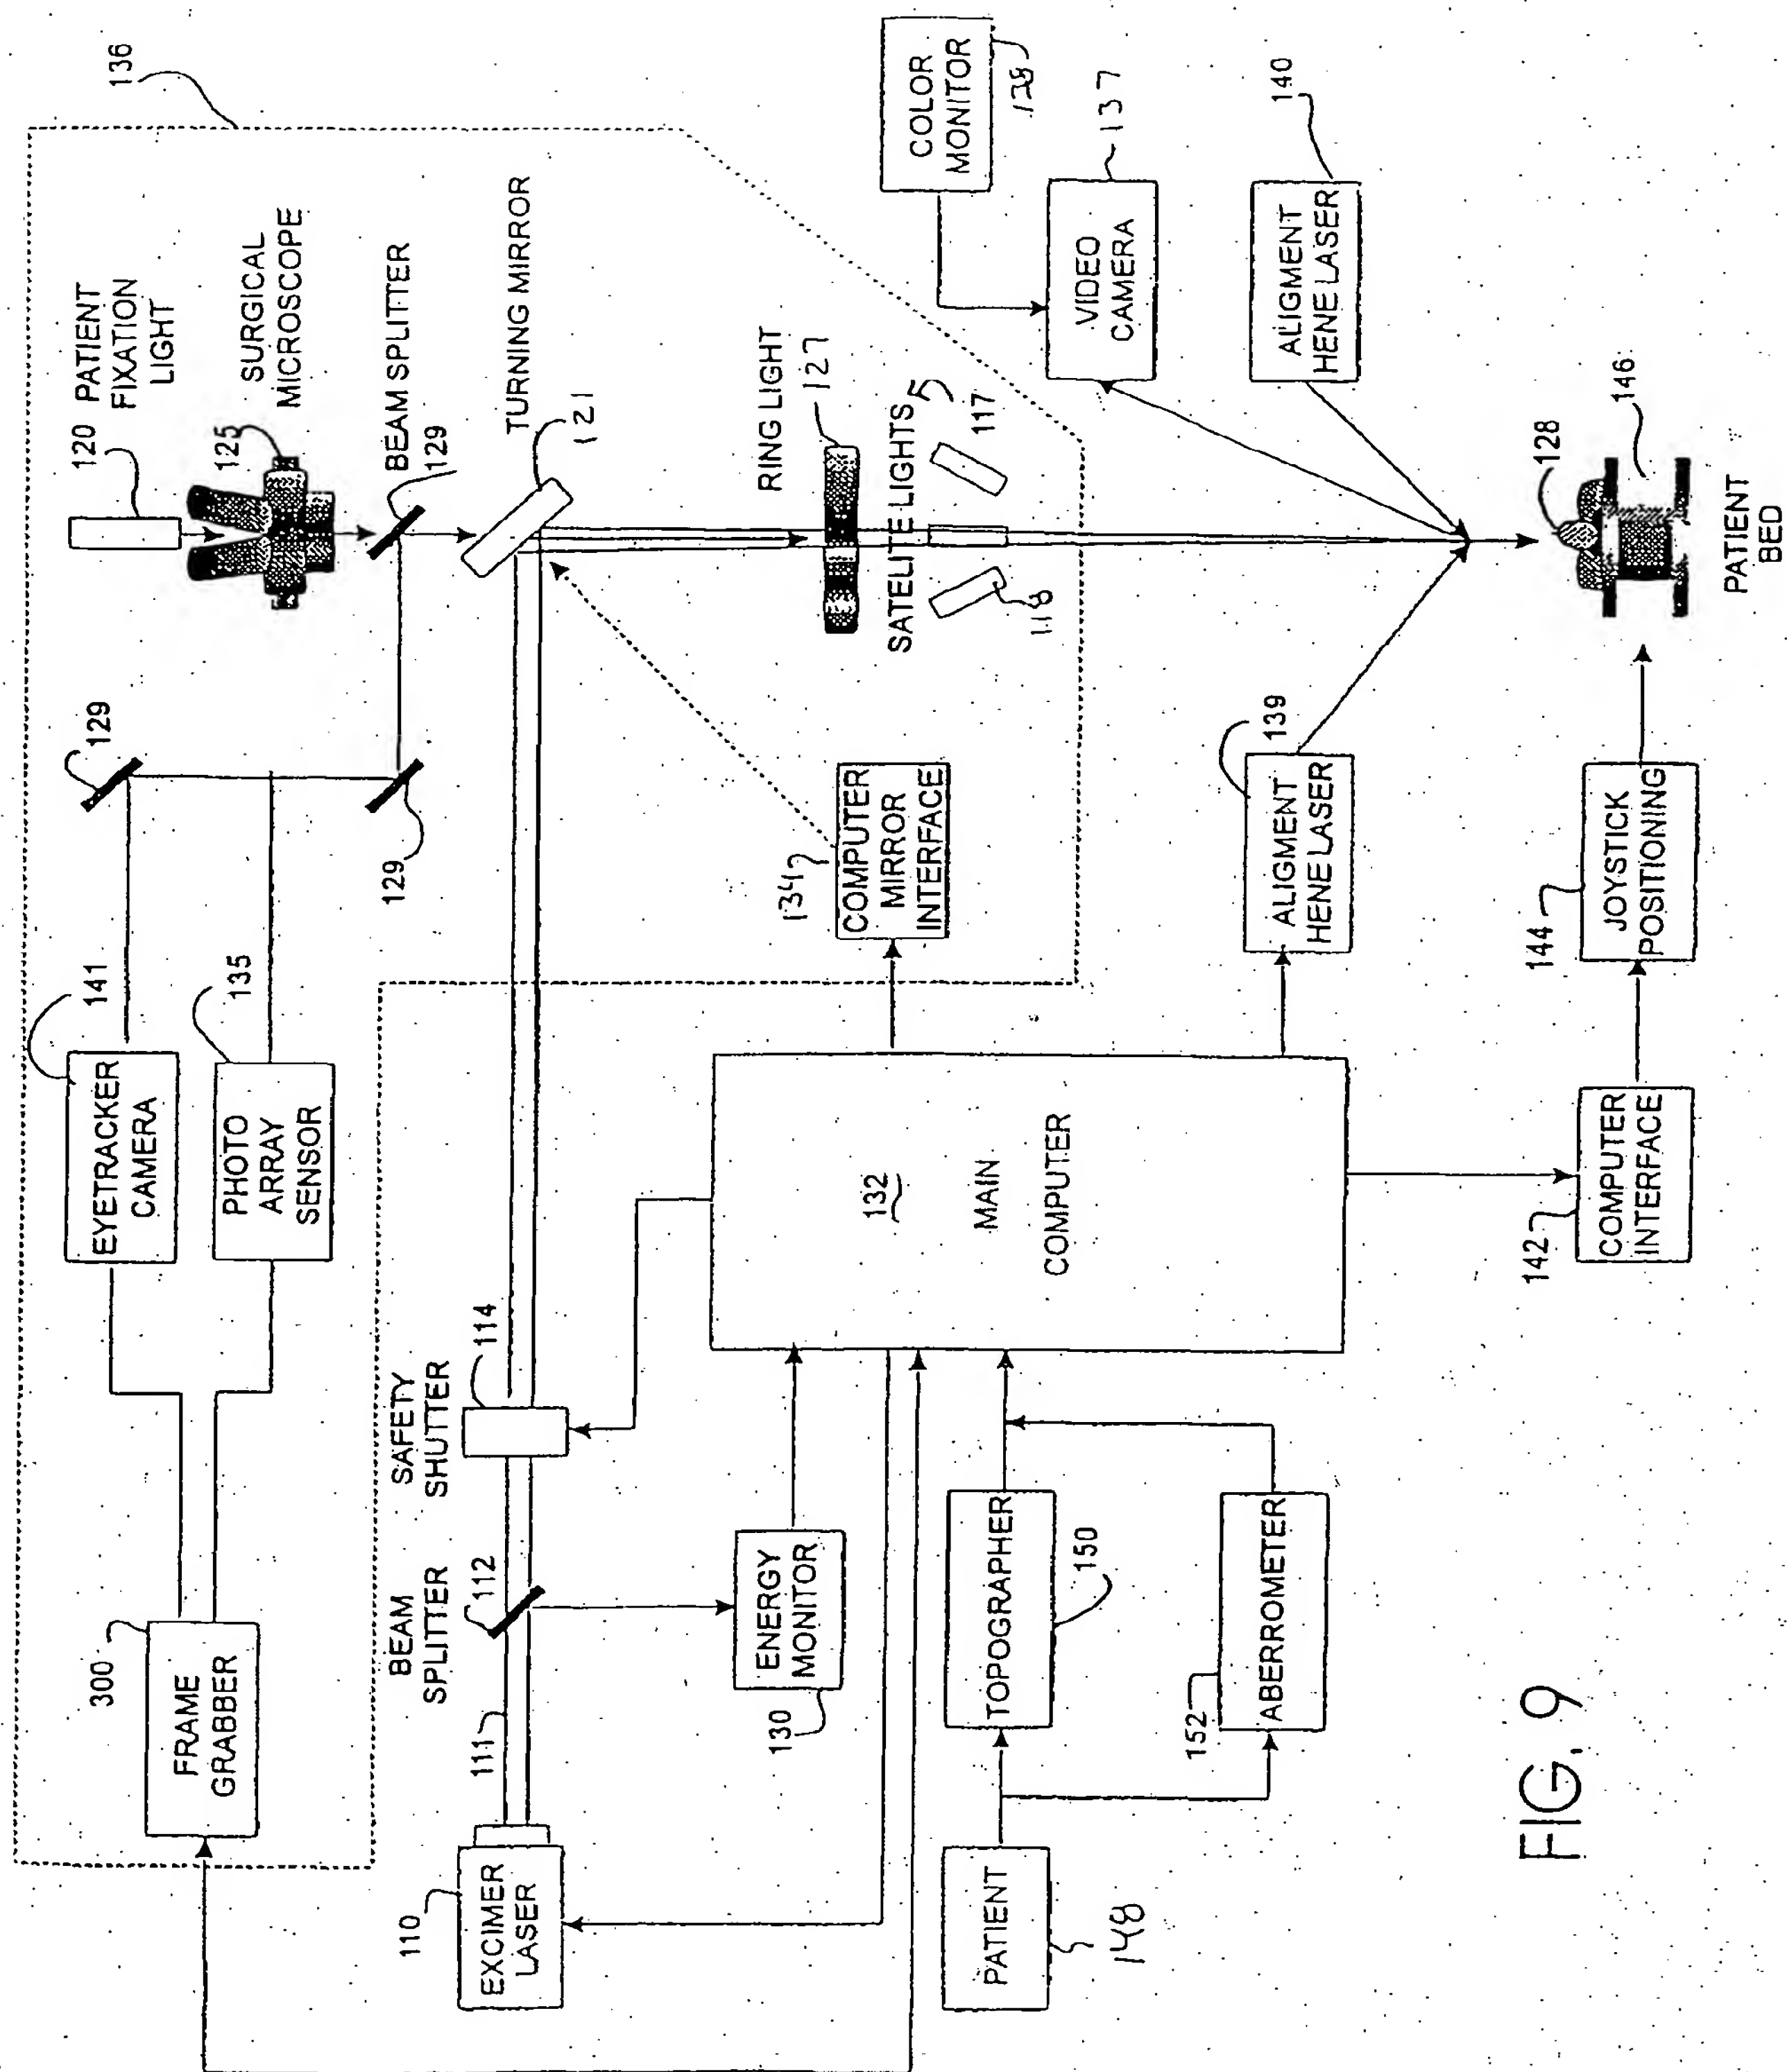 136
120 PATIENT
FIXATION
LIGHT
SURGICAL
MICROSCOPE
125
BEAM SPLITTER
129
TURNING MIRROR
121
129
129
EYETRACKER
CAMERA
141
PHOTO
ARRAY
SENSOR
135
FRAME
GRABBER
300
RING LIGHT
127
SATELITE LIGHTS
117
118
COLOR
MONITOR
VIDEO
CAMERA
137
ALIGMENT
HENE LASER
140
COMPUTER
MIRROR
INTERFACE
134
ALIGMENT
HENE LASER
139
128
146
PATIENT
BED
JOYSTICK
POSITIONING
144
COMPUTER
INTERFACE
142
132
MAIN
COMPUTER
SAFETY
SHUTTER
114
BEAM
SPLITTER
112
111
EXCIMER
LASER
110
ENERGY
MONITOR
130
TOPOGRAPHER
150
ABERROMETER
152
PATIENT
148
FIG. 9